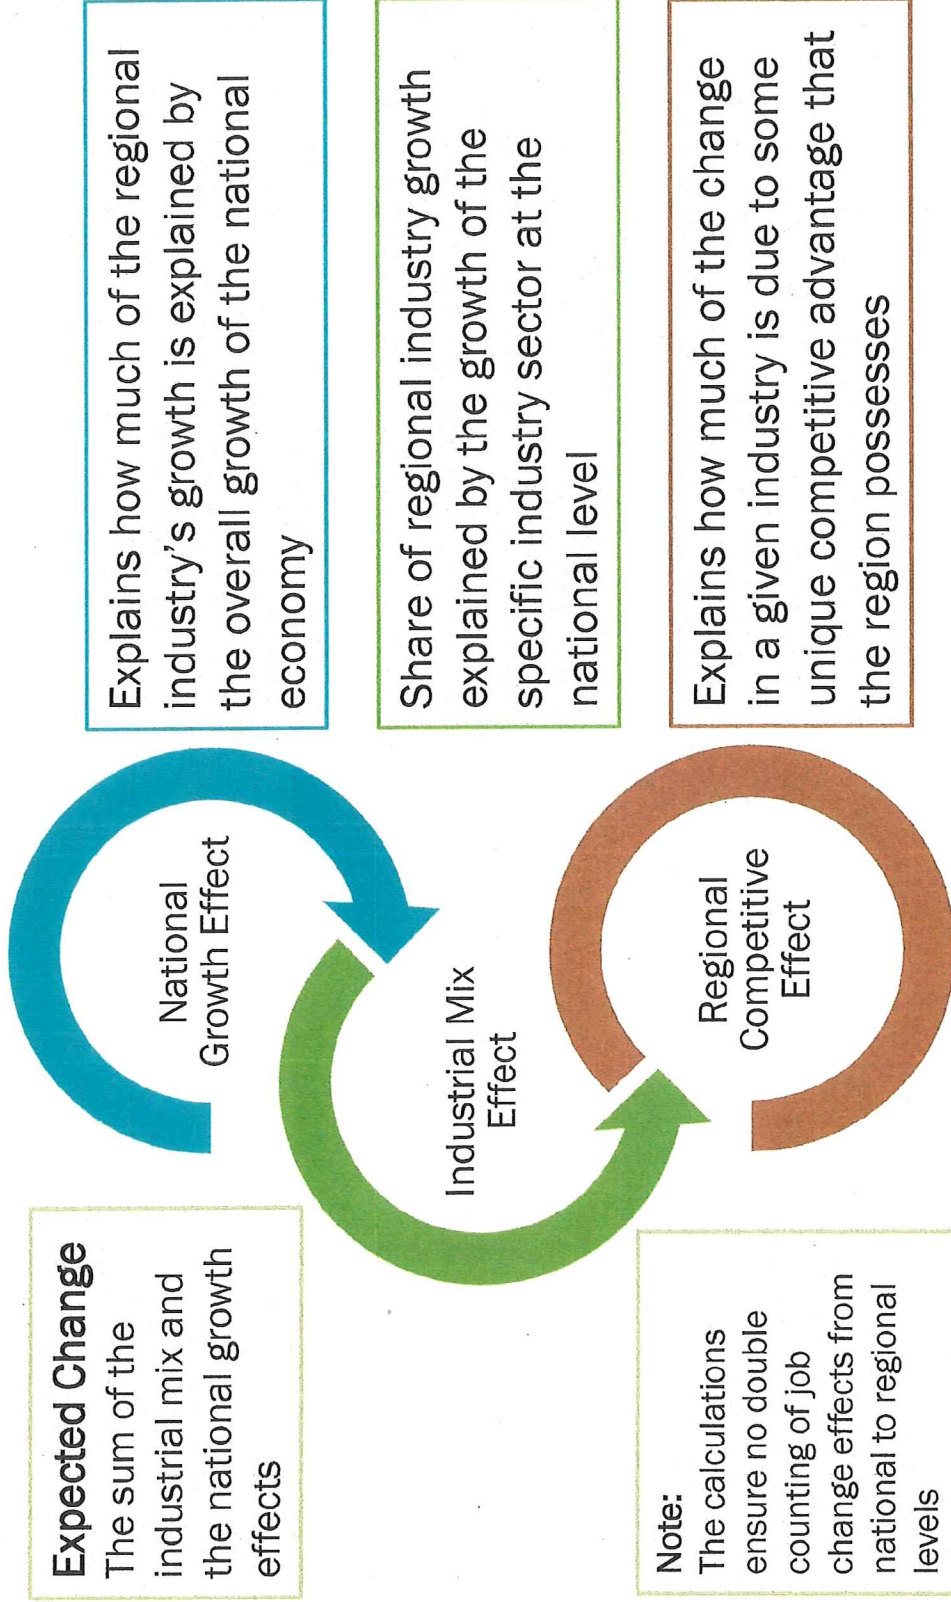 Expected Change
The sum of the
industrial mix and
the national growth
effects
National
Growth Effect
Explains how much of the regional
industry's growth is explained by
the overall growth of the national
economy
Industrial Mix
Effect
Share of regional industry growth
explained by the growth of the
specific industry sector at the
national level
Note:
The calculations
ensure no double
counting of job
change effects from
national to regional
levels
Regional
Competitive
Effect
Explains how much of the change
in a given industry is due to some
unique competitive advantage that
the region possesses